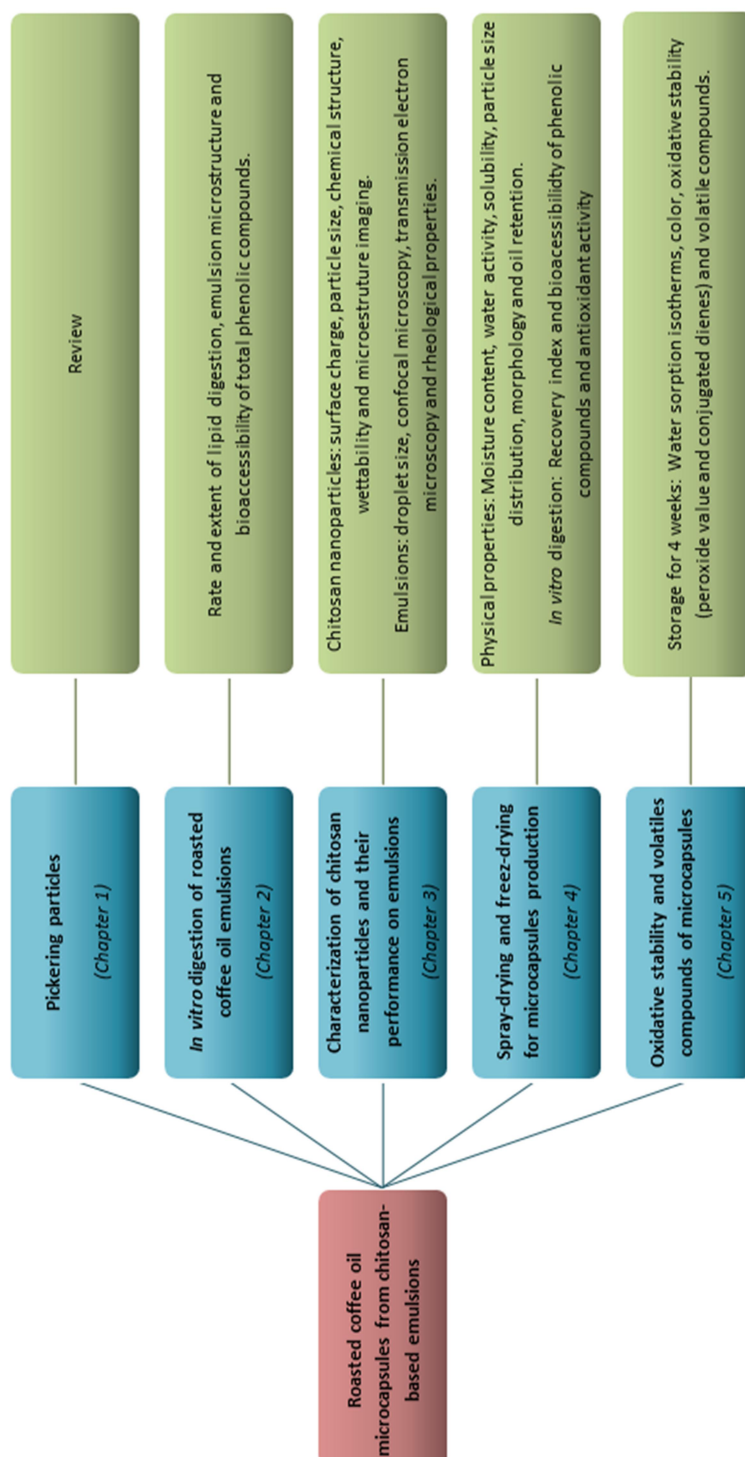 Roasted coffee oil
microcapsules from chitosan-
based emulsions
Pickering particles
(Chapter 1)
Review
In vitro digestion of roasted
coffee oil emulsions
(Chapter 2)
Rate and extent of lipid digestion, emulsion microstructure and
bioaccessibility of total phenolic compounds.
Characterization of chitosan
nanoparticles and their
performance on emulsions
(Chapter 3)
Chitosan nanoparticles: surface charge, particle size, chemical structure,
wettability and microestruture imaging.
Emulsions: droplet size, confocal microscopy, transmission electron
microscopy and rheological properties.
Spray-drying and freez-drying
for microcapsules production
(Chapter 4)
Physical properties: Moisture content, water activity, solubility, particle size
distribution, morphology and oil retention.
In vitro digestion: Recovery index and bioacessibilidty of phenolic
compounds and antioxidant activity
Oxidative stability and volatiles
compounds of microcapsules
(Chapter 5)
Storage for 4 weeks: Water sorption isotherms, color, oxidative stability
(peroxide value and conjugated dienes) and volatile compounds.